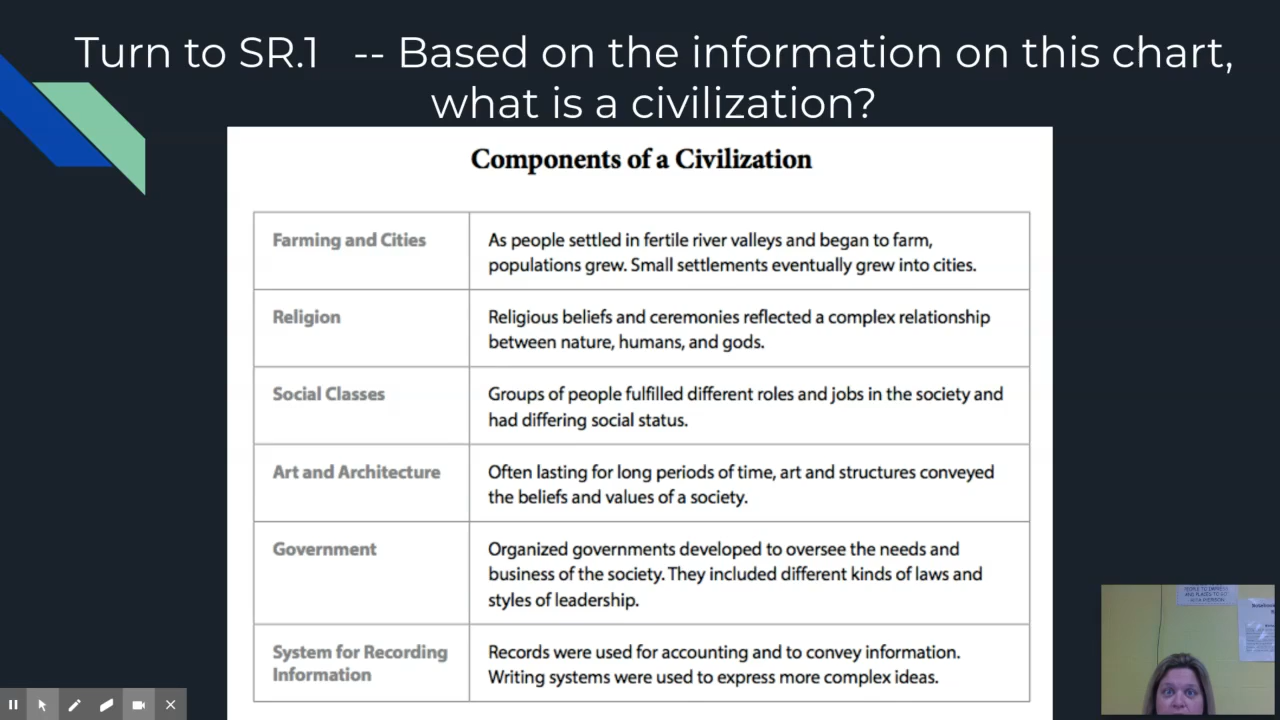 Turn to SR.1 -- Based on the information on this chart,
what is a civilization?
Components of a Civilization
Farming and Cities
As people settled in fertile river valleys and began to farm,
populations grew. Small settlements eventually grew into cities.
Religion
Religious beliefs and ceremonies reflected a complex relationship
between nature, humans, and gods.
Social Classes
Groups of people fulfilled different roles and jobs in the society and
had differing social status.
Art and Architecture
Often lasting for long periods of time, art and structures conveyed
the beliefs and values of a society.
Government
Organized governments developed to oversee the needs and
business of the society. They included different kinds of laws and
styles of leadership.
System for Recording
Information
Records were used for accounting and to convey information.
Writing systems were used to express more complex ideas.
AND PLACES TO GO